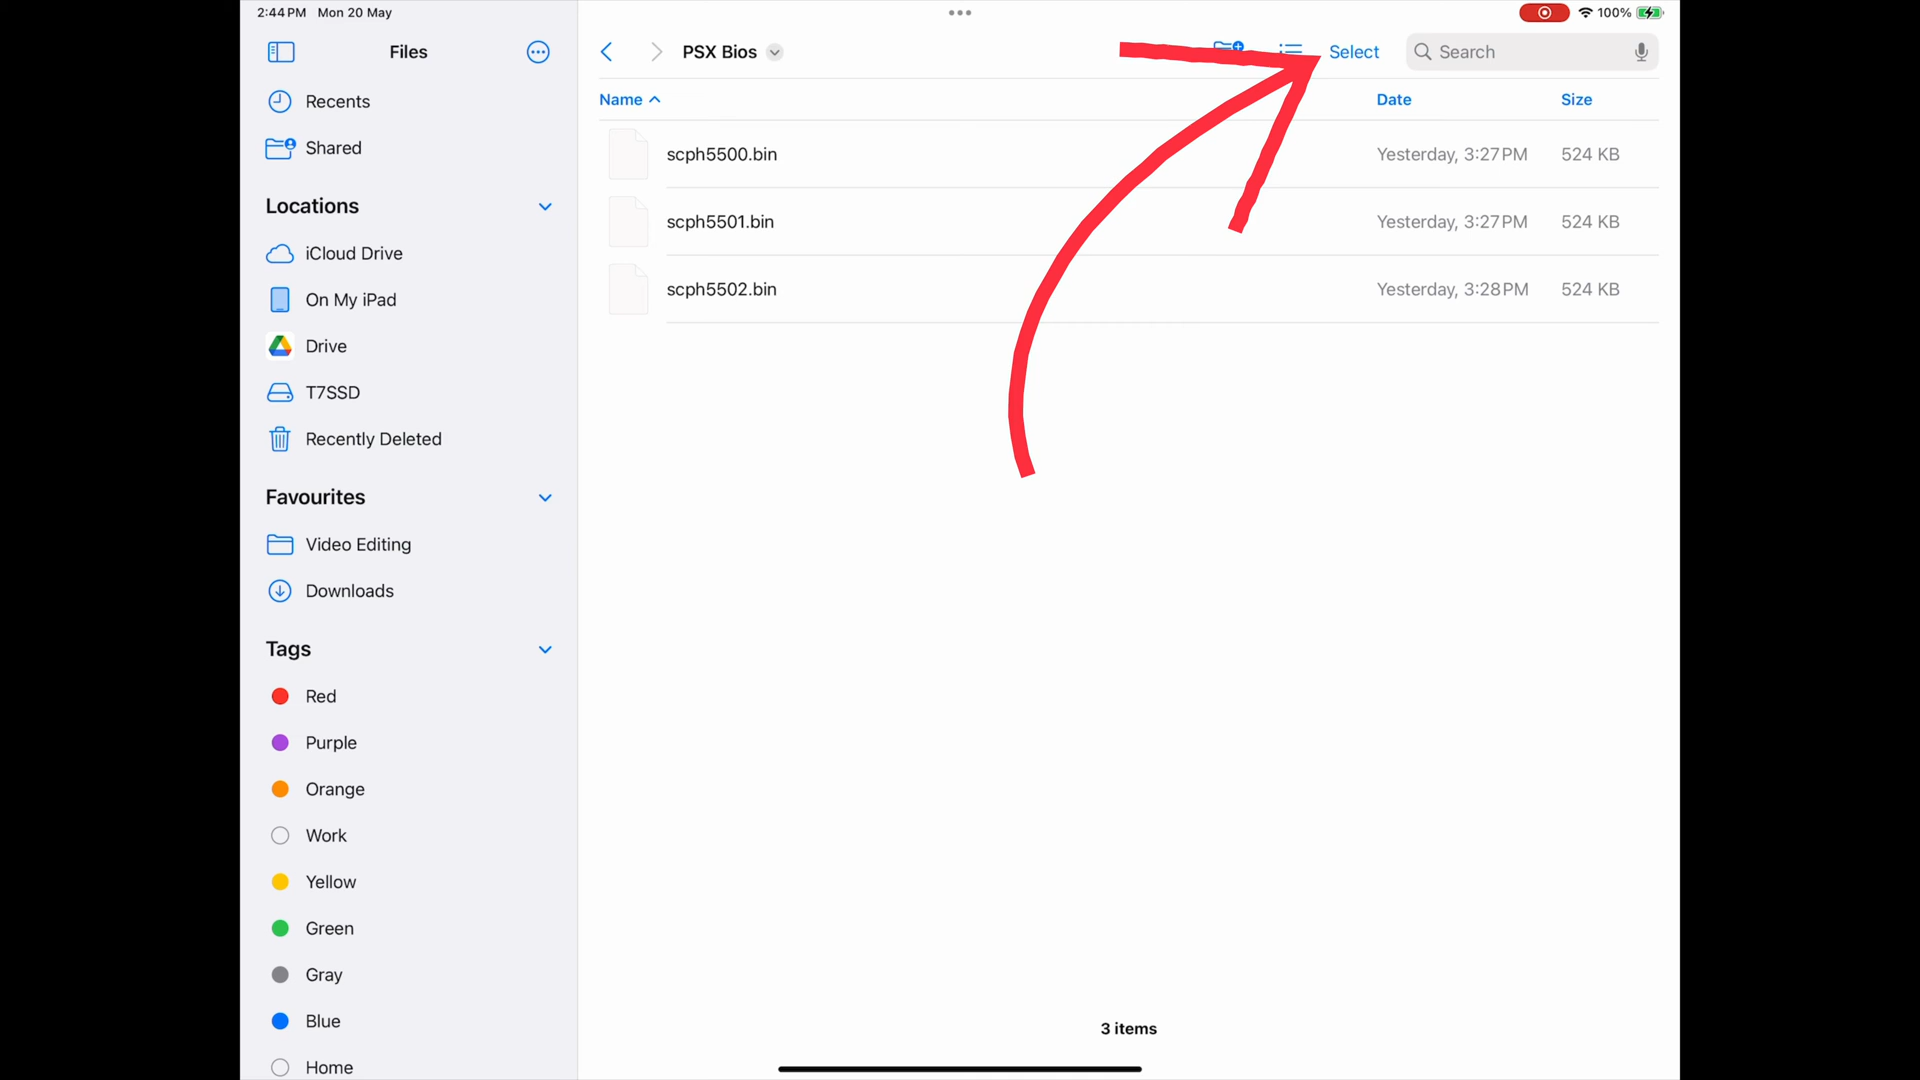 2:44 PM Mon 20 May
100%
Files
PSX Bios
Select
Search
Recents
Shared
Locations
iCloud Drive
On My iPad
Drive
T7SSD
Recently Deleted
Favourites
Video Editing
Downloads
Tags
Red
Purple
Orange
Work
Yellow
Green
Gray
Blue
Home
Name Date Size
scph5500.bin Yesterday, 3:27 PM 524 KB
scph5501.bin Yesterday, 3:27 PM 524 KB
scph5502.bin Yesterday, 3:28 PM 524 KB
3 items